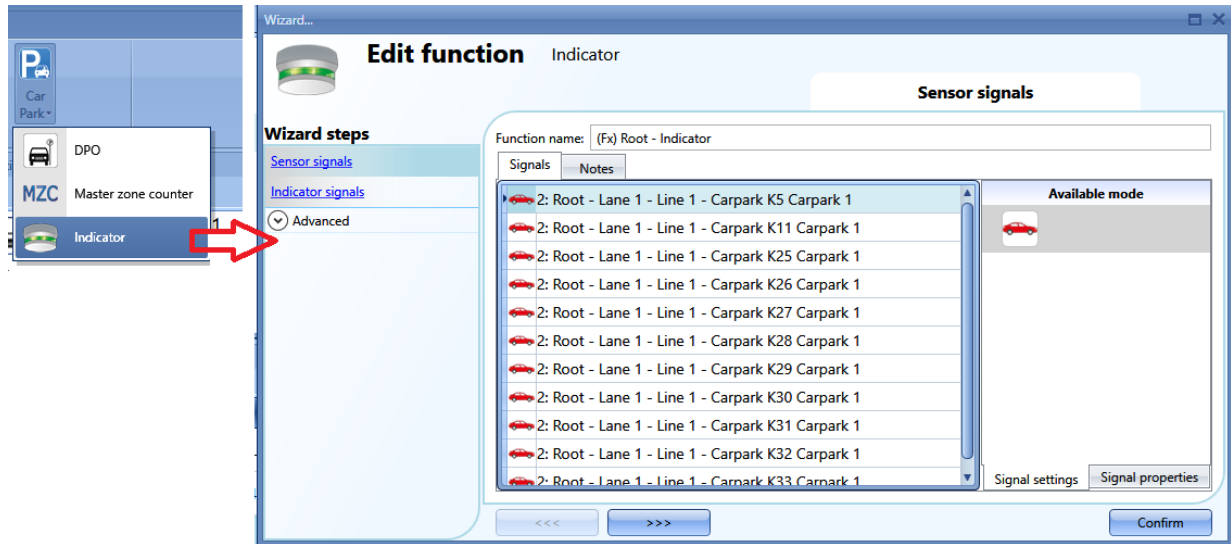 Car
Park
DPO
MZC Master zone counter
Indicator
1
Wizard...
Edit function Indicator
Sensor signals
Wizard steps
Sensor signals
Indicator signals
Advanced
Function name: (Fx) Root - Indicator
Signals Notes
2: Root - Lane 1 - Line 1 - Carpark K5 Carpark 1
2: Root - Lane 1 - Line 1 - Carpark K11 Carpark 1
2: Root - Lane 1 - Line 1 - Carpark K25 Carpark 1
2: Root - Lane 1 - Line 1 - Carpark K26 Carpark 1
2: Root - Lane 1 - Line 1 - Carpark K27 Carpark 1
2: Root - Lane 1 - Line 1 - Carpark K28 Carpark 1
2: Root - Lane 1 - Line 1 - Carpark K29 Carpark 1
2: Root - Lane 1 - Line 1 - Carpark K30 Carpark 1
2: Root - Lane 1 - Line 1 - Carpark K31 Carpark 1
2: Root - Lane 1 - Line 1 - Carpark K32 Carpark 1
2: Root - Lane 1 - Line 1 - Carpark K33 Carpark 1
Available mode
Signal settings Signal properties
<<< >>> Confirm